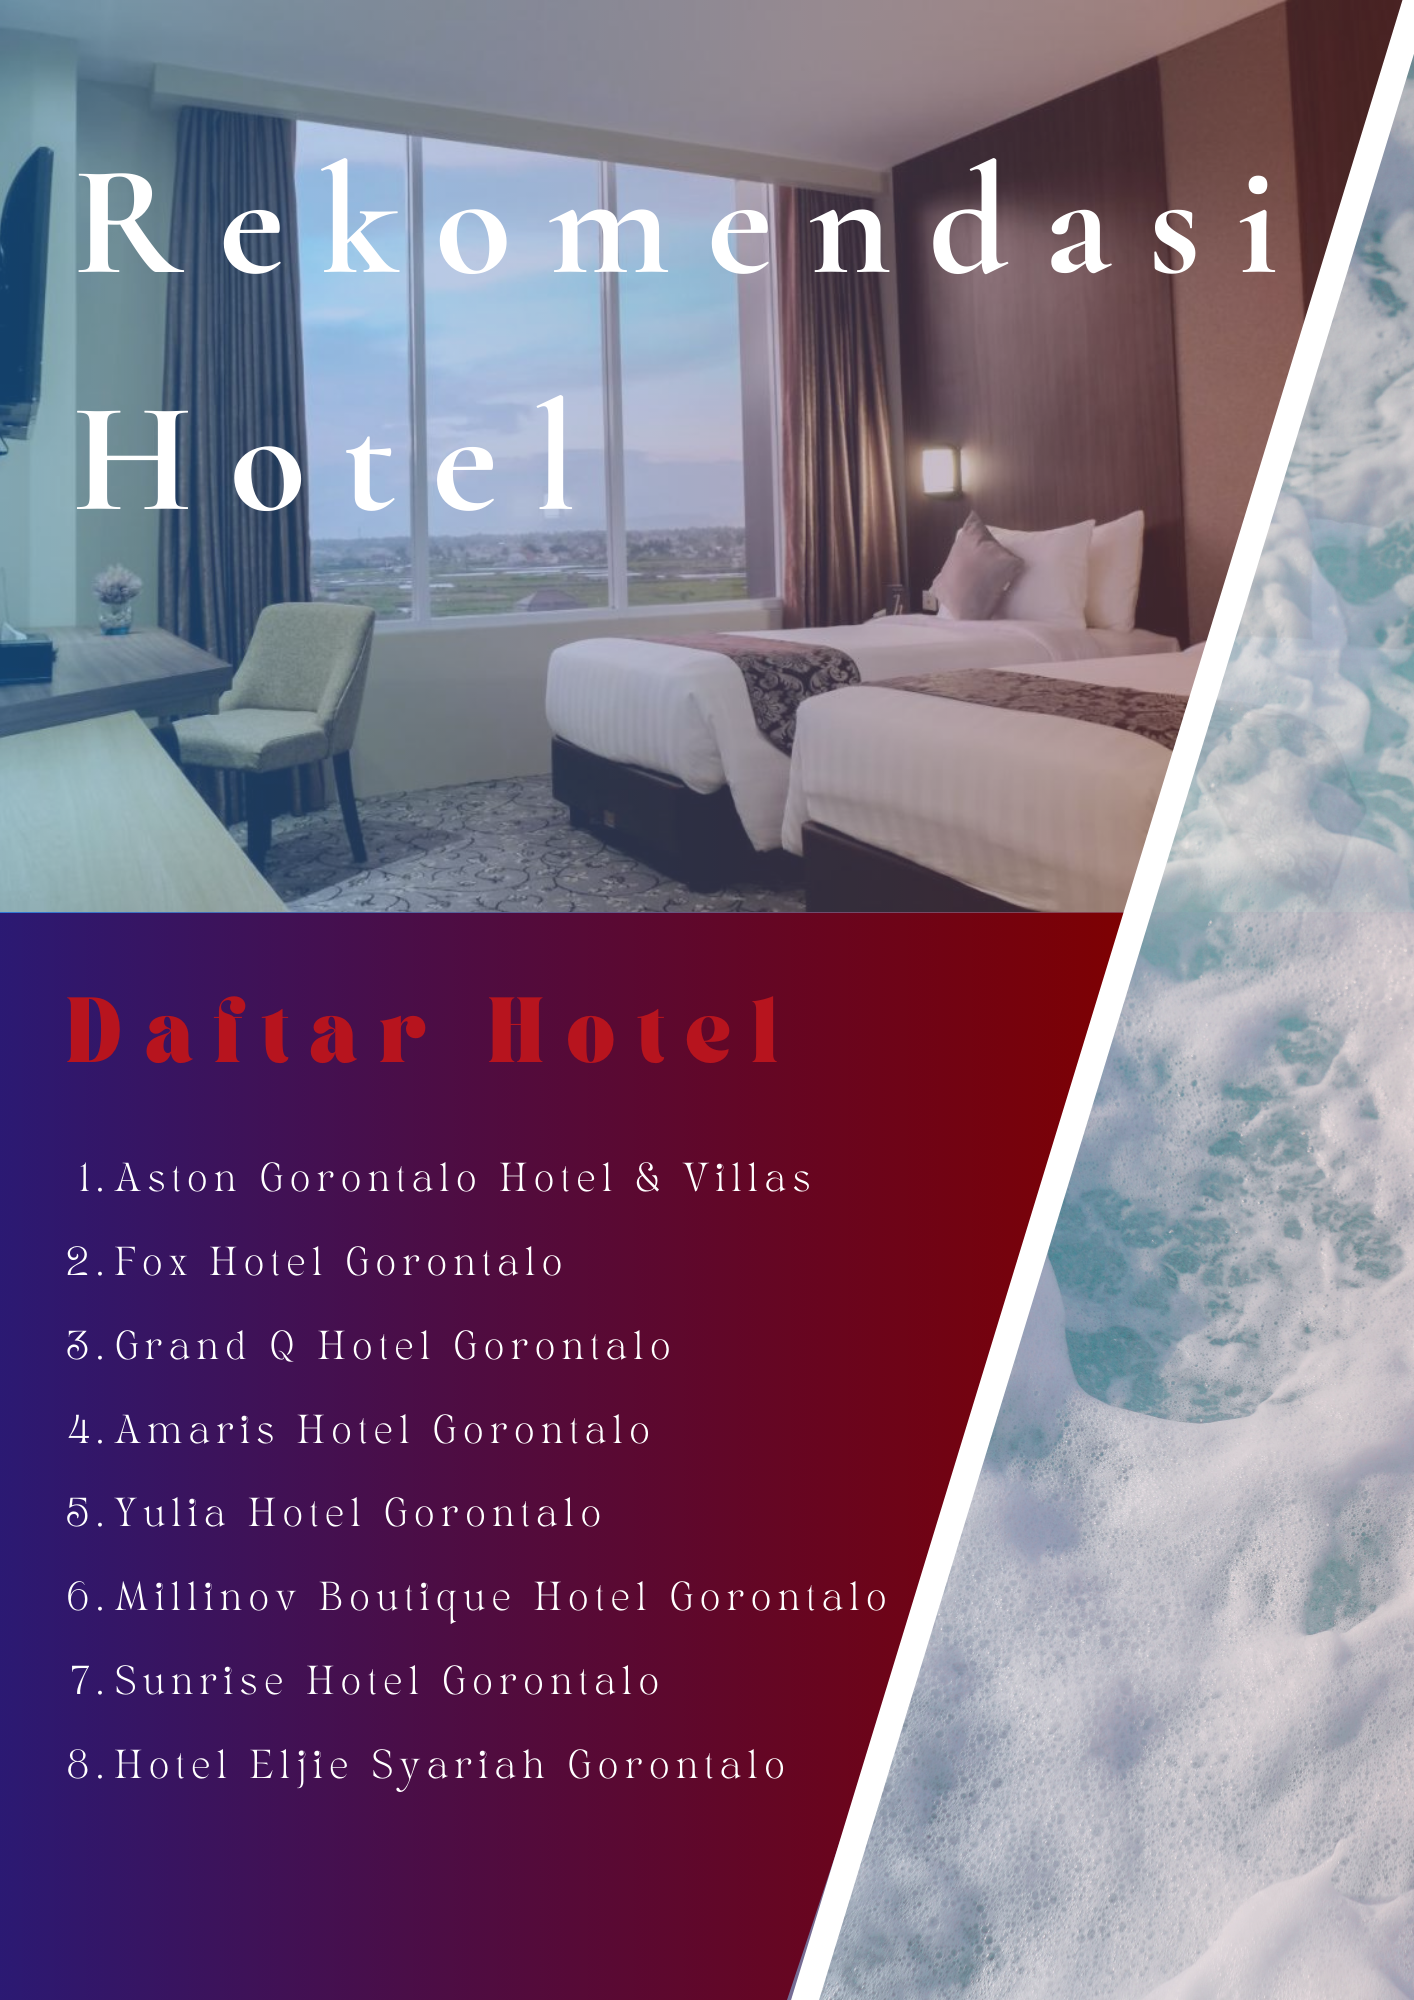 Rekomendasi
Hotel
Daftar Hotel
1. Aston Gorontalo Hotel & Villas
2. Fox Hotel Gorontalo
3. Grand Q Hotel Gorontalo
4. Amaris Hotel Gorontalo
5. Yulia Hotel Gorontalo
6. Millinov Boutique Hotel Gorontalo
7. Sunrise Hotel Gorontalo
8. Hotel Eljie Syariah Gorontalo